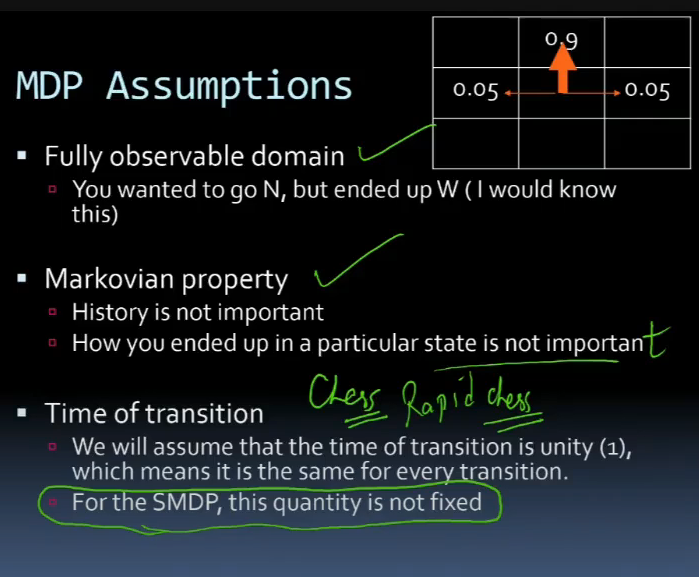 0.9
0.05 0.05
MDP Assumptions
Fully observable domain
You wanted to go N, but ended up W ( I would know
this)
Markovian property
History is not important
How you ended up in a particular state is not important
Chess Rapid chess
Time of transition
We will assume that the time of transition is unity (1),
which means it is the same for every transition.
For the SMDP, this quantity is not fixed